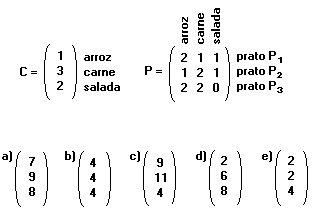 arroz carne salada
C = ( 1 ) arroz
( 3 ) carne
( 2 ) salada
P = ( 2 1 1 ) prato P1
( 1 2 1 ) prato P2
( 2 2 0 ) prato P3
a) ( 7 9 8 )
b) ( 4 4 4 )
c) ( 9 11 4 )
d) ( 2 6 8 )
e) ( 2 2 4 )